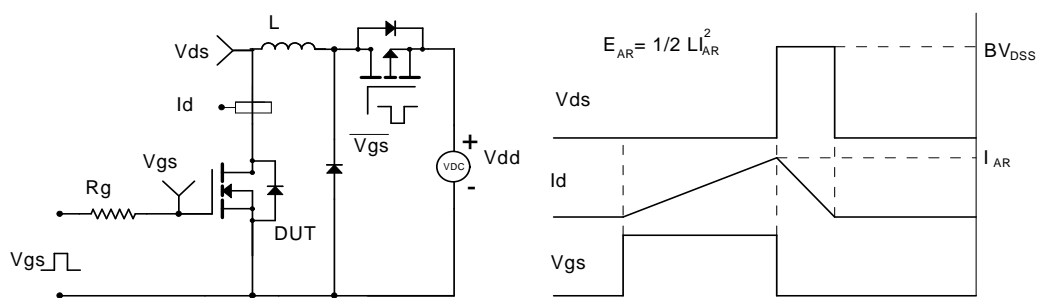 L
Vds
Id
Vgs
Rg
DUT
Vgs
Vgs
+
VDC
-
Vdd
E_AR= 1/2 LI²_AR
Vds
BV_DSS
Id
I_AR
Vgs